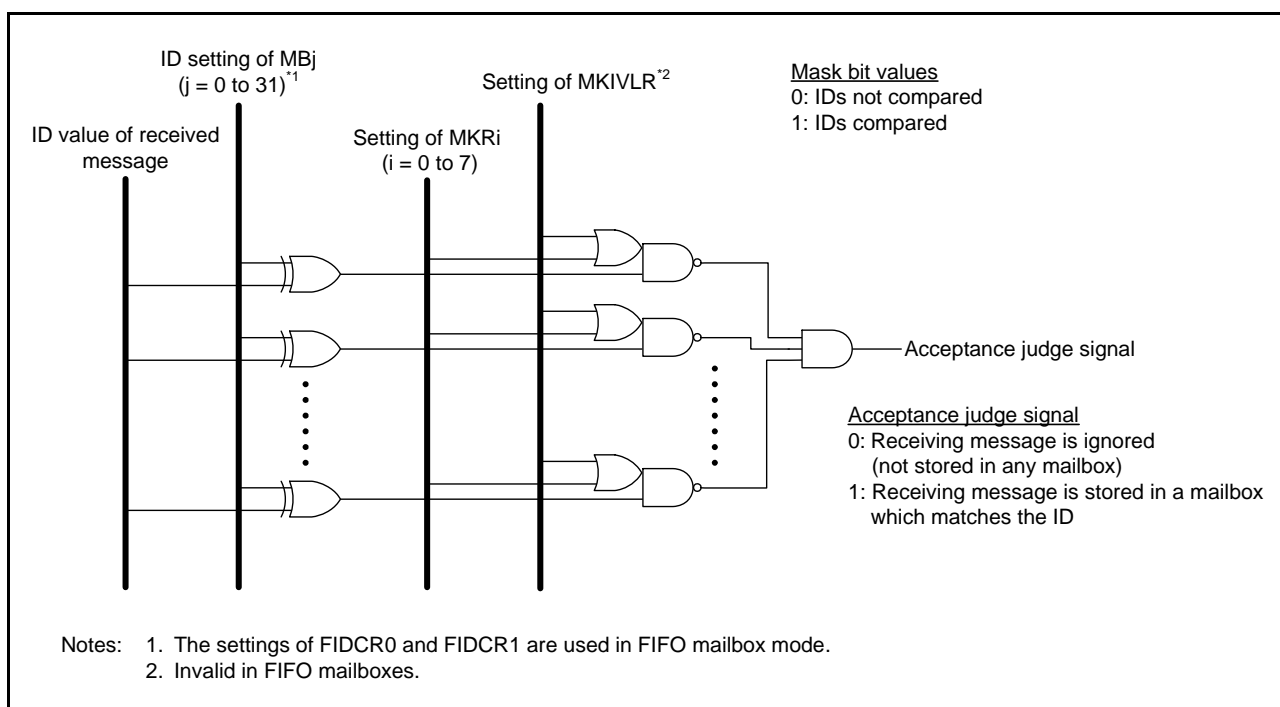 ID setting of MBj
(j = 0 to 31)*1
Setting of MKIVLR*2
Mask bit values
0: IDs not compared
1: IDs compared
ID value of received
message
Setting of MKRi
(i = 0 to 7)
Acceptance judge signal
Acceptance judge signal
0: Receiving message is ignored
(not stored in any mailbox)
1: Receiving message is stored in a mailbox
which matches the ID
Notes: 1. The settings of FIDCR0 and FIDCR1 are used in FIFO mailbox mode.
2. Invalid in FIFO mailboxes.